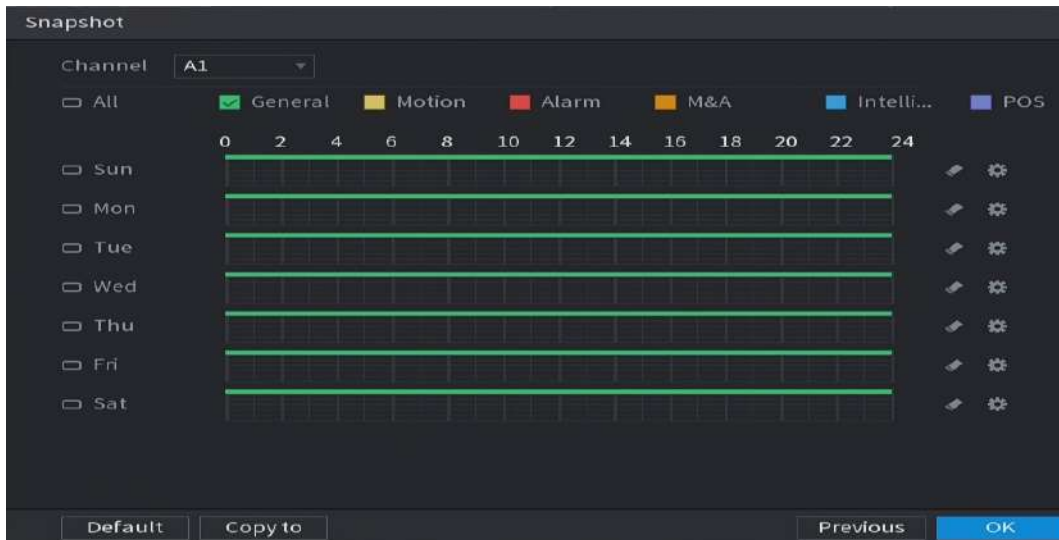 Snapshot
Channel A1
All General Motion Alarm M&A Intelli... POS
0 2 4 6 8 10 12 14 16 18 20 22 24
Sun
Mon
Tue
Wed
Thu
Fri
Sat
Default Copy to Previous OK